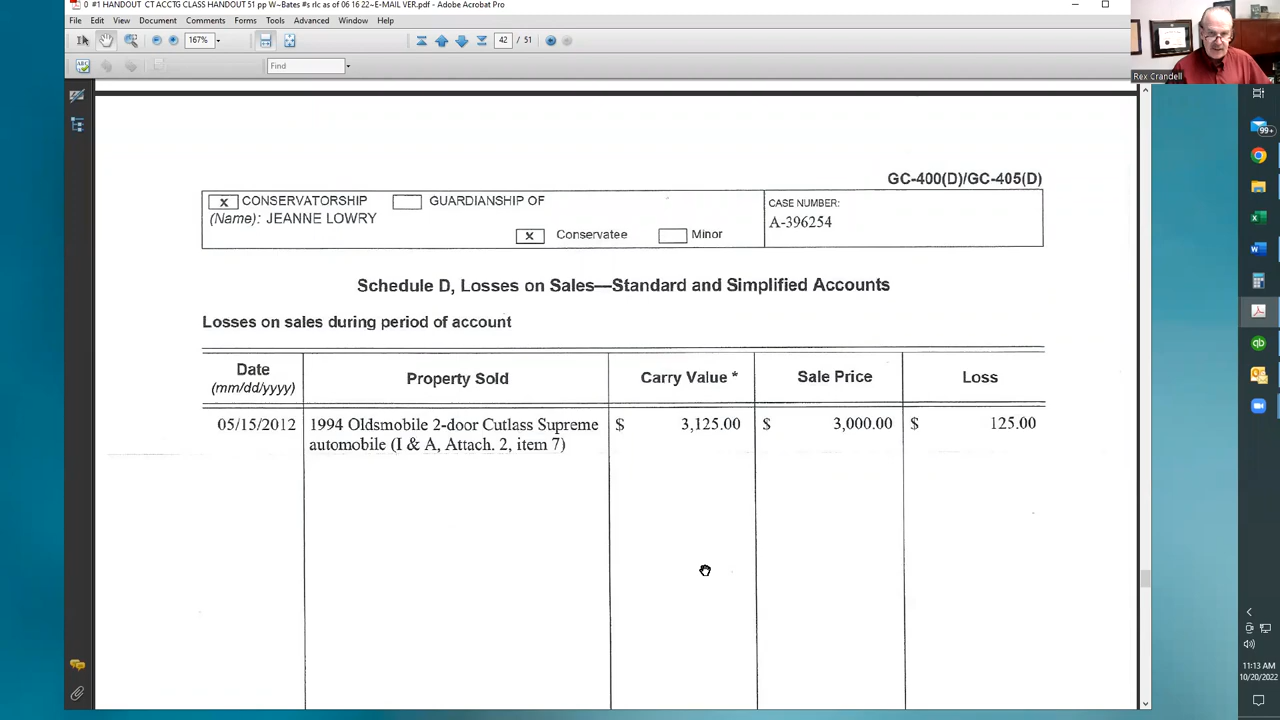 0 #1 HANDOUT CT ACCTG CLASS HANDOUT 51 pp W~Bates #s rlc as of 06 16 22~E-MAIL VER.pdf - Adobe Acrobat Pro
File Edit View Document Comments Forms Tools Advanced Window Help
167% 42 / 51
Find
Rex Crandell
99+
GC-400(D)/GC-405(D)
X CONSERVATORSHIP GUARDIANSHIP OF
(Name): JEANNE LOWRY
X Conservatee Minor
CASE NUMBER:
A-396254
Schedule D, Losses on Sales—Standard and Simplified Accounts
Losses on sales during period of account
Date
(mm/dd/yyyy)
Property Sold
Carry Value *
Sale Price
Loss
05/15/2012 1994 Oldsmobile 2-door Cutlass Supreme $ 3,125.00 $ 3,000.00 $ 125.00
automobile (I & A, Attach. 2, item 7)
11:13 AM
10/20/2022